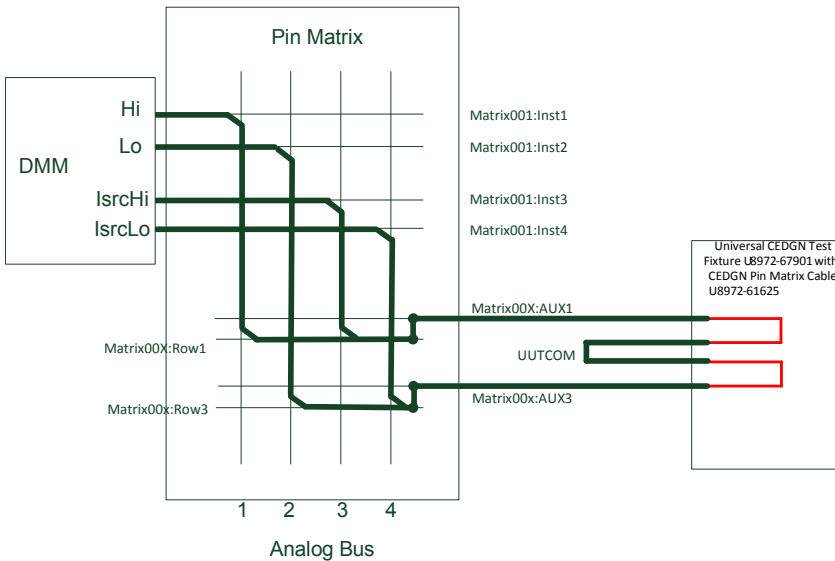 Pin Matrix
DMM
Hi
Lo
IsrcHi
IsrcLo
Matrix001:Inst1
Matrix001:Inst2
Matrix001:Inst3
Matrix001:Inst4
Universal CEDGN Test
Fixture U8972-67901 with
CEDGN Pin Matrix Cable
U8972-61625
Matrix00X:AUX1
Matrix00X:Row1
UUTCOM
Matrix00x:AUX3
Matrix00x:Row3
1 2 3 4
Analog Bus